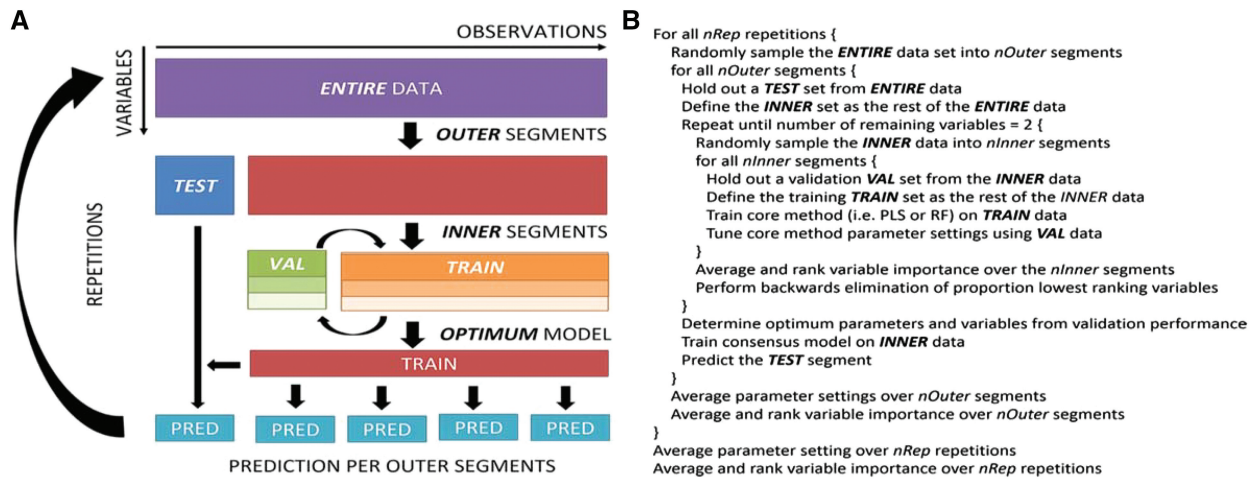 A
OBSERVATIONS
VARIABLES
ENTIRE DATA
OUTER SEGMENTS
TEST
REPETITIONS
INNER SEGMENTS
VAL
TRAIN
OPTIMUM MODEL
TRAIN
PRED PRED PRED PRED PRED
PREDICTION PER OUTER SEGMENTS
B
For all nRep repetitions {
Randomly sample the ENTIRE data set into nOuter segments
for all nOuter segments {
Hold out a TEST set from ENTIRE data
Define the INNER set as the rest of the ENTIRE data
Repeat until number of remaining variables = 2 {
Randomly sample the INNER data into nInner segments
for all nInner segments {
Hold out a validation VAL set from the INNER data
Define the training TRAIN set as the rest of the INNER data
Train core method (i.e. PLS or RF) on TRAIN data
Tune core method parameter settings using VAL data
}
Average and rank variable importance over the nInner segments
Perform backwards elimination of proportion lowest ranking variables
}
Determine optimum parameters and variables from validation performance
Train consensus model on INNER data
Predict the TEST segment
}
Average parameter settings over nOuter segments
Average and rank variable importance over nOuter segments
}
Average parameter setting over nRep repetitions
Average and rank variable importance over nRep repetitions